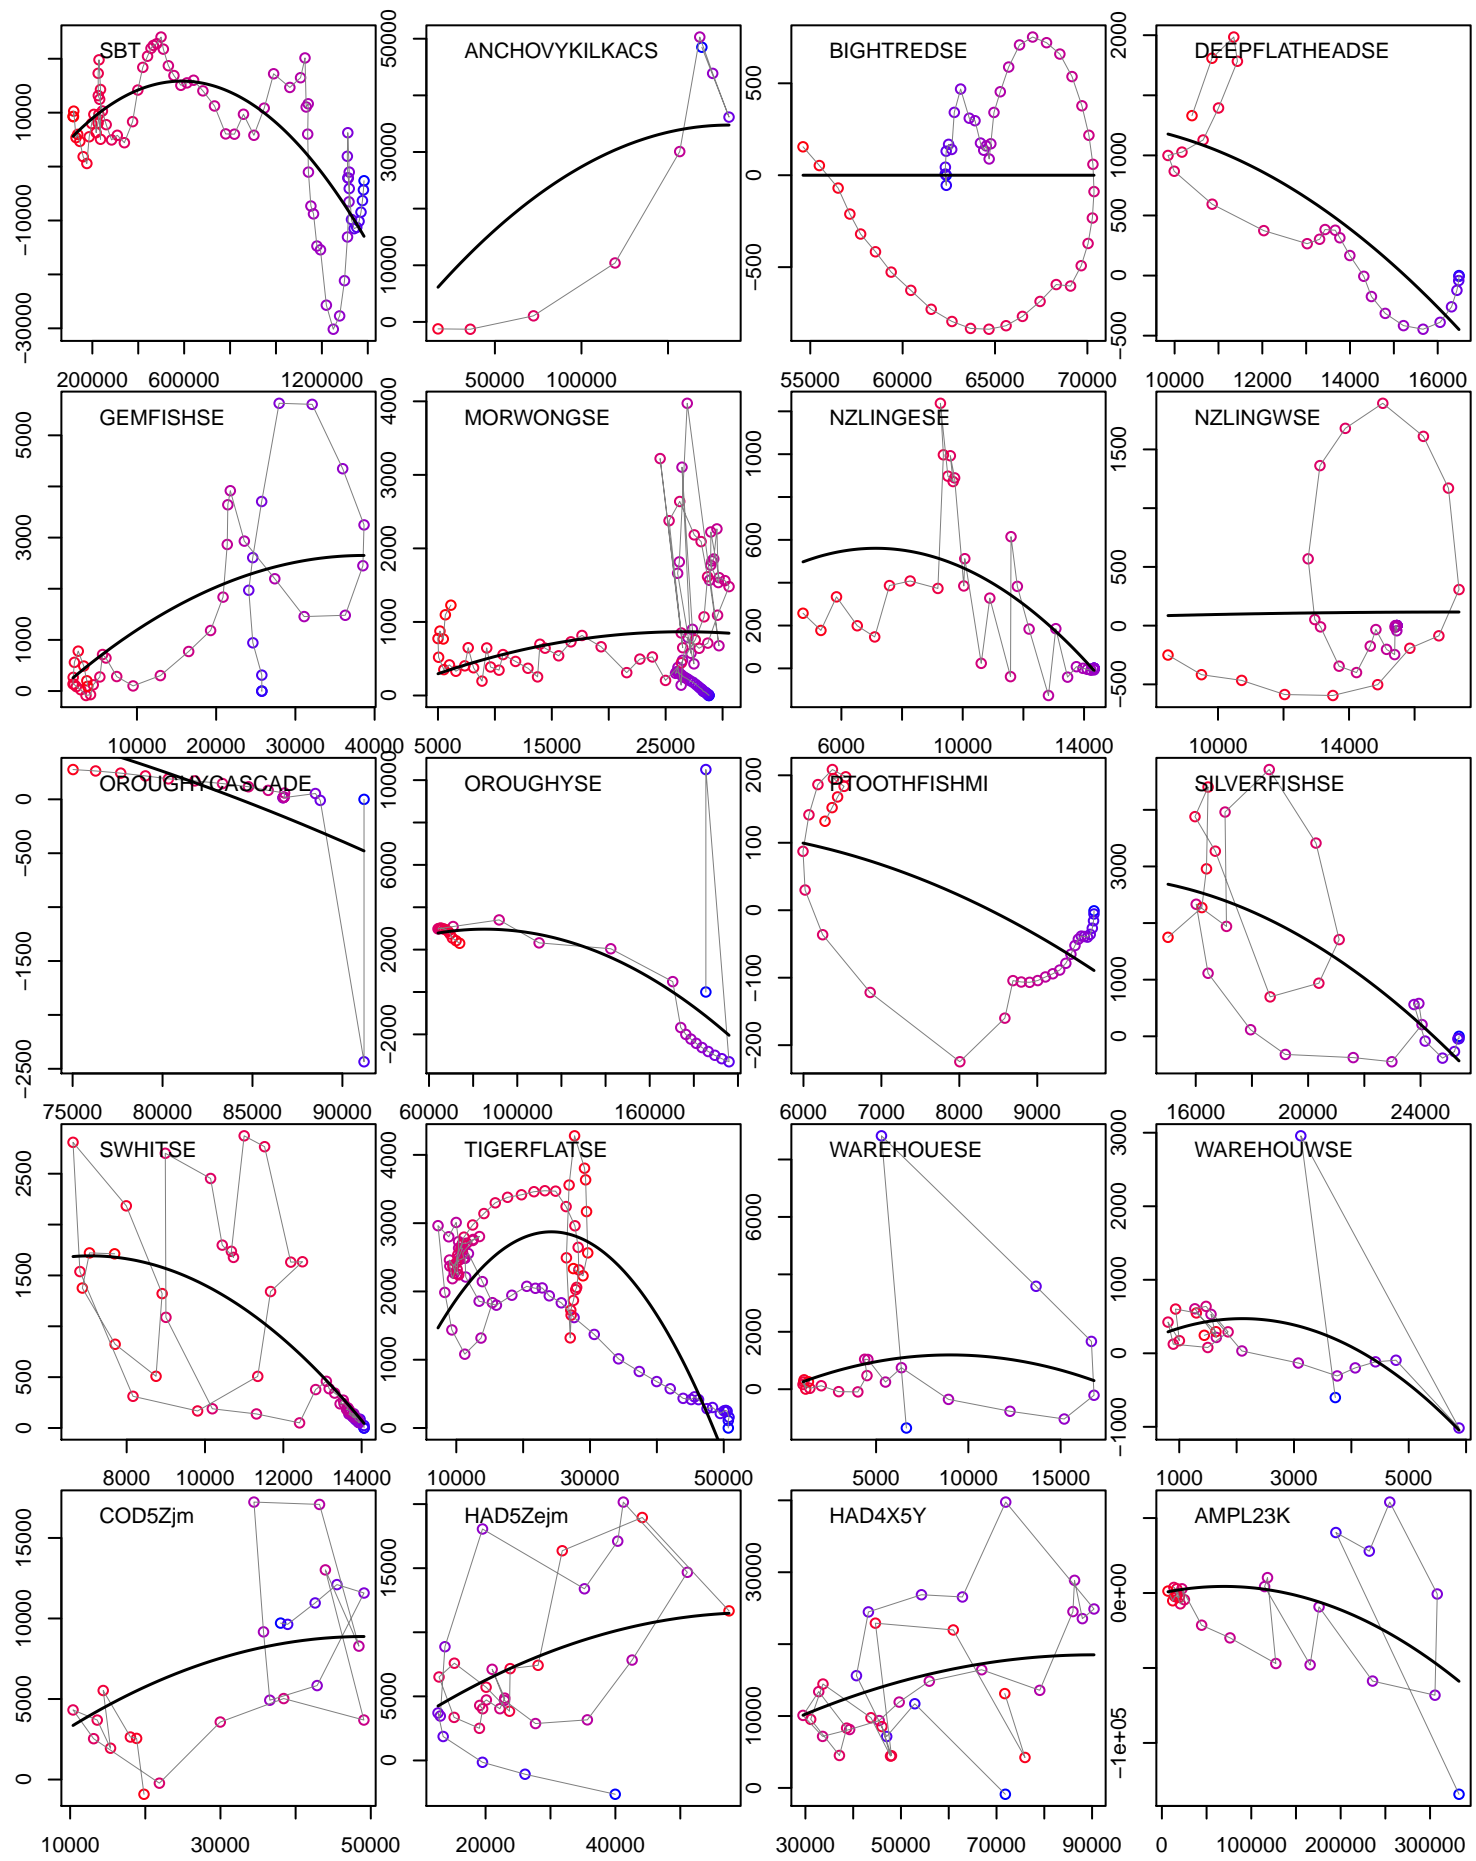 SBT
-30000 -10000 10000
200000 600000 1200000
ANCHOVYKILKACS
0 10000 30000 50000
50000 100000
BIGHTREDSE
-500 0 500
55000 60000 65000 70000
DEEPFLATHEADSE
-500 0 500 1000 2000
10000 12000 14000 16000
GEMFISHSE
0 1000 3000 5000
10000 20000 30000 40000
MORWONGSE
0 1000 2000 3000 4000
5000 15000 25000
NZLINGESE
0 200 600 1000
6000 10000 14000
NZLINGWSE
-500 0 500 1500
10000 14000
OROUGHYCASCADE
-2500 -1500 -500 0
75000 80000 85000 90000
OROUGHYSE
-2000 2000 6000 10000
60000 100000 160000
PTOOTHFISHMI
-200 -100 0 100 200
6000 7000 8000 9000
SILVERFISHSE
0 1000 3000
16000 20000 24000
SWHITSE
0 500 1500 2500
8000 10000 12000 14000
TIGERFLATSE
0 1000 2000 3000 4000
10000 30000 50000
WAREHOUESE
0 2000 6000
5000 10000 15000
WAREHOUWSE
-1000 0 1000 2000 3000
1000 3000 5000
COD5Zjm
0 5000 10000 15000
10000 30000 50000
HAD5Zejm
0 5000 15000
20000 40000
HAD4X5Y
0 10000 30000
30000 50000 70000 90000
AMPL23K
-1e+05 0e+00
0 100000 200000 300000